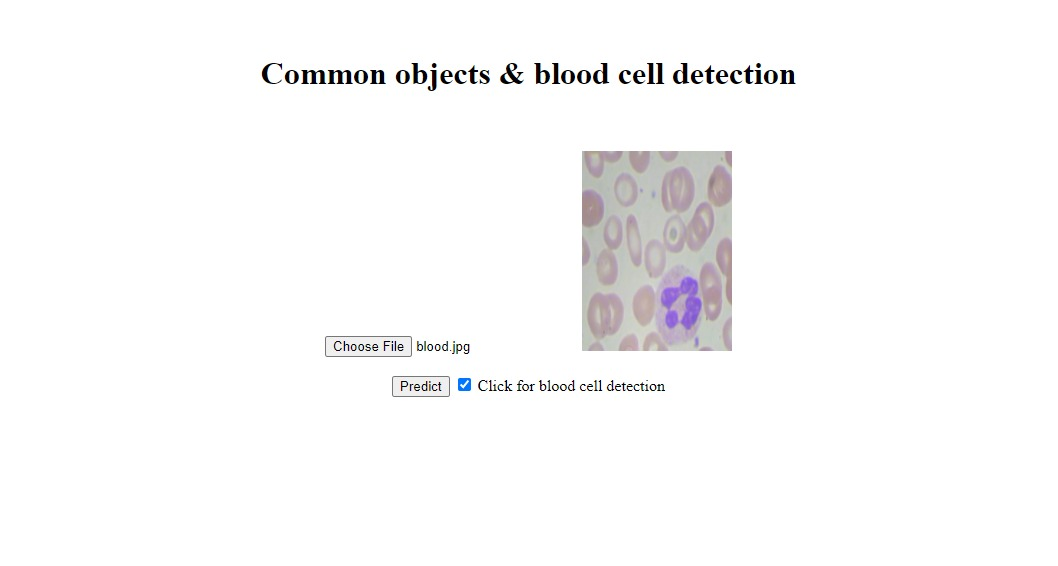 Common objects & blood cell detection
Choose File blood.jpg
Predict Click for blood cell detection